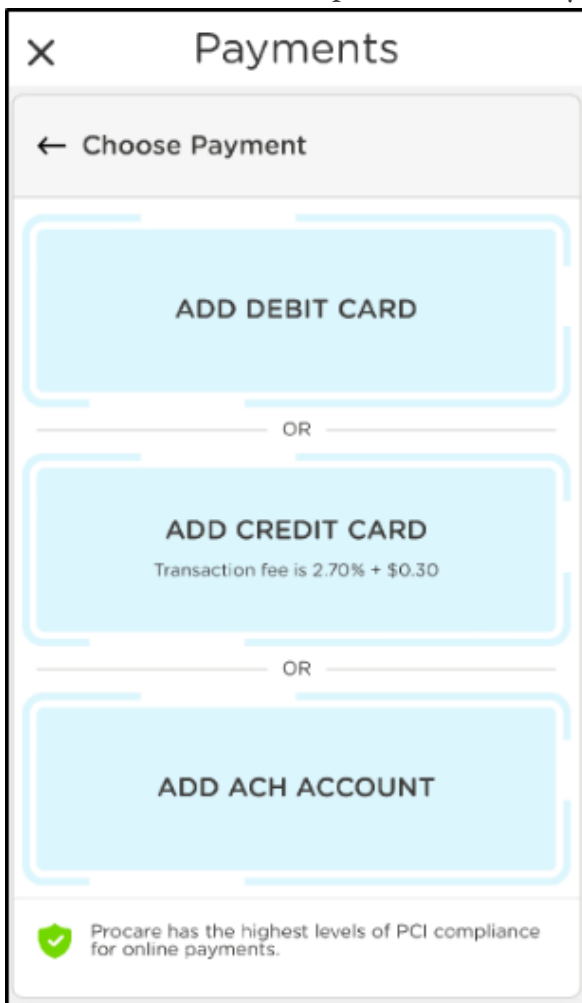 Payments
Choose Payment
ADD DEBIT CARD
OR
ADD CREDIT CARD
Transaction fee is 2.70% + $0.30
OR
ADD ACH ACCOUNT
Procare has the highest levels of PCI compliance
for online payments.